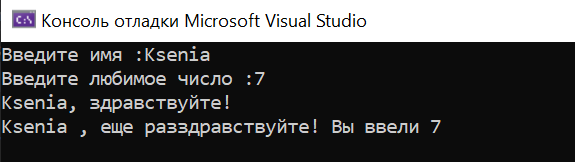 C:\ Консоль отладки Microsoft Visual Studio
Введите имя :Ksenia
Введите любимое число :7
Ksenia, здравствуйте!
Ksenia , еще раззздравствуйте! Вы ввели 7